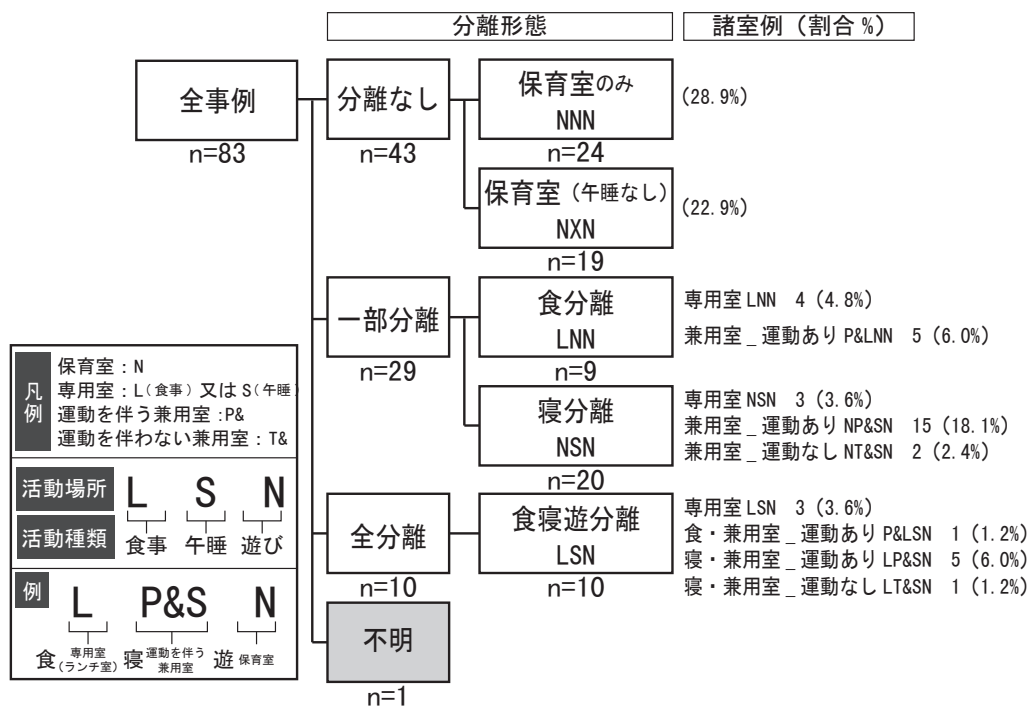 分離形態
諸室例（割合 %）
全事例
n=83
分離なし
n=43
保育室のみ
NNN
n=24
(28.9%)
保育室（午睡なし）
NXN
n=19
(22.9%)
一部分離
n=29
食分離
LNN
n=9
専用室 LNN 4 (4.8%)
兼用室 _ 運動あり P&LNN 5 (6.0%)
寝分離
NSN
n=20
専用室 NSN 3 (3.6%)
兼用室 _ 運動あり NP&SN 15 (18.1%)
兼用室 _ 運動なし NT&SN 2 (2.4%)
全分離
n=10
食寝遊分離
LSN
n=10
専用室 LSN 3 (3.6%)
食・兼用室 _ 運動あり P&LSN 1 (1.2%)
寝・兼用室 _ 運動あり LP&SN 5 (6.0%)
寝・兼用室 _ 運動なし LT&SN 1 (1.2%)
不明
n=1
凡例
保育室：N
専用室：L（食事）又は S（午睡）
運動を伴う兼用室 :P&
運動を伴わない兼用室：T&
活動場所
L S N
活動種類
食事 午睡 遊び
例
L P&S N
食 専用室（ランチ室） 寝 運動を伴う兼用室 遊 保育室